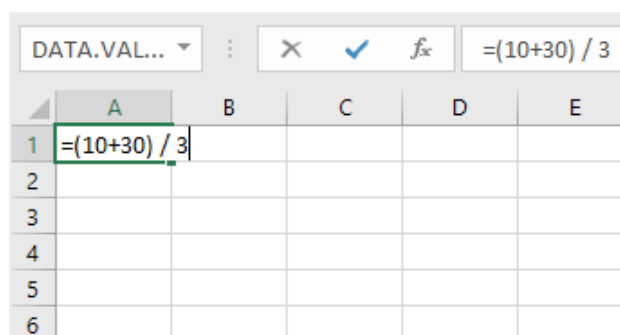 DATA.VAL... fx =(10+30) / 3
A B C D E
1 =(10+30) / 3
2
3
4
5
6